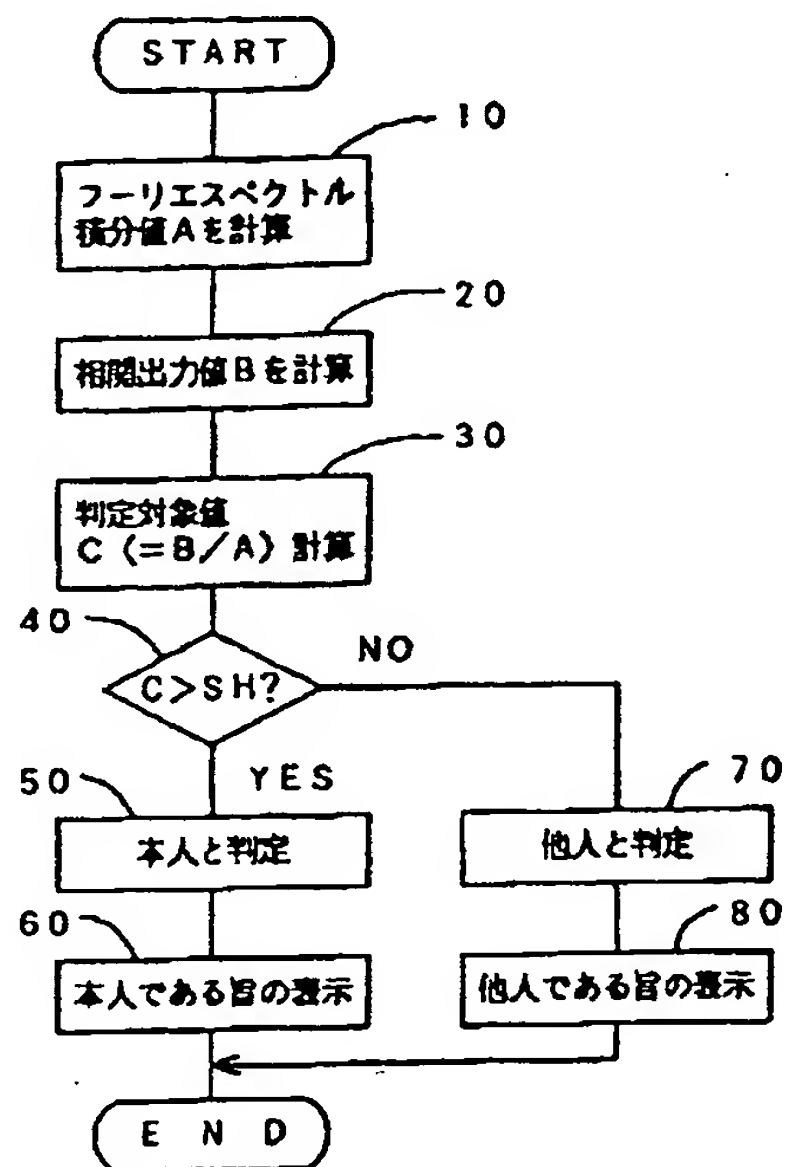 START
10
フーリエスペクトル
積分値Aを計算
20
相関出力値Bを計算
30
判定対象値
C(=B/A)計算
40
C>SH?
NO
YES
50
本人と判定
70
他人と判定
60
本人である旨の表示
80
他人である旨の表示
END